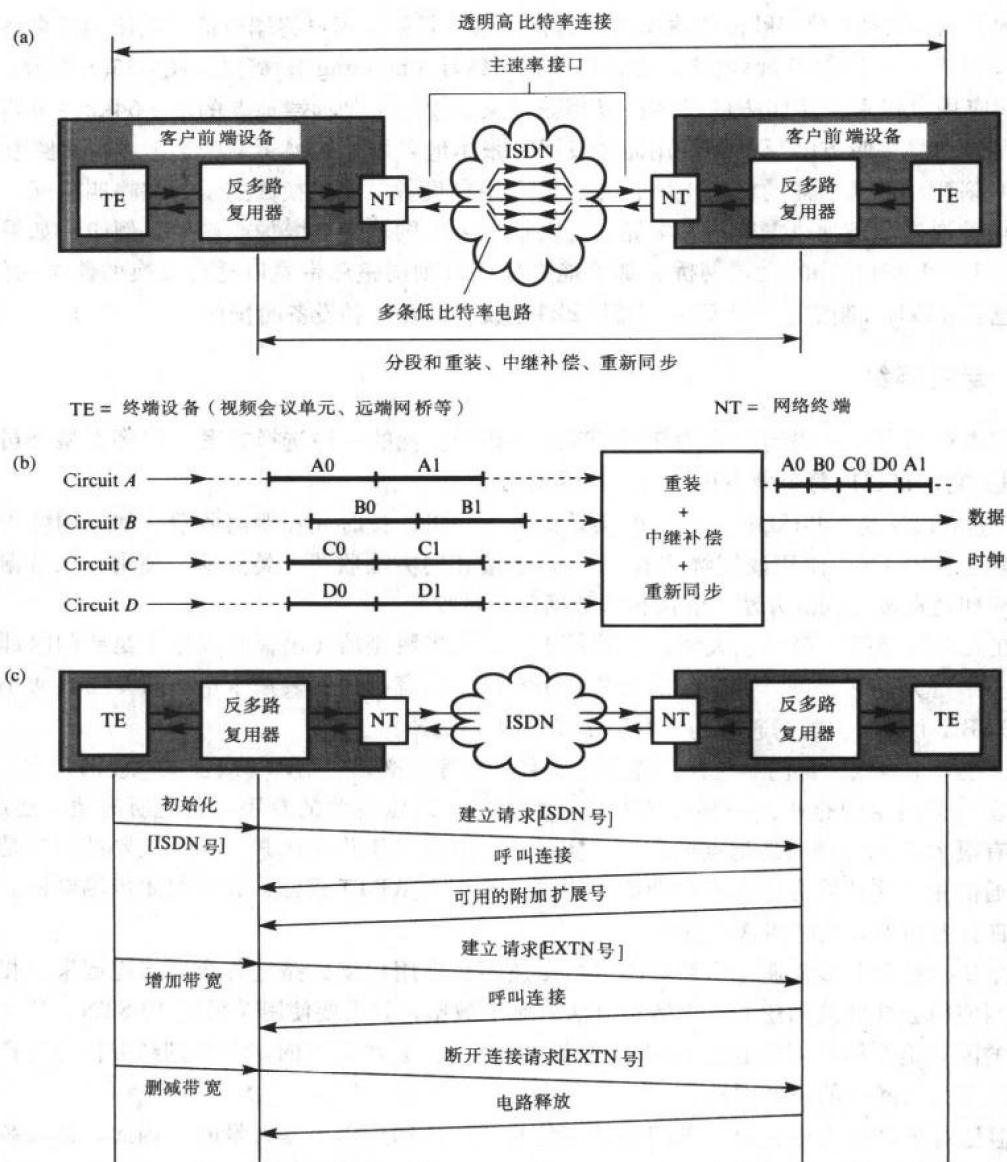 (a)
透明高比特率连接
主速率接口
客户前端设备
客户前端设备
ISDN
TE
反多路
复用器
NT
NT
反多路
复用器
TE
多条低比特率电路
分段和重装、中继补偿、重新同步
TE = 终端设备（视频会议单元、远端网桥等）
NT = 网络终端
(b)
Circuit A
A0
A1
Circuit B
B0
B1
Circuit C
C0
C1
Circuit D
D0
D1
重装
+
中继补偿
+
重新同步
A0 B0 C0 D0 A1
数据
时钟
(c)
TE
反多路
复用器
NT
ISDN
NT
反多路
复用器
TE
初始化
[ISDN号]
建立请求[ISDN号]
呼叫连接
可用的附加扩展号
建立请求[EXTN号]
增加带宽
呼叫连接
断开连接请求[EXTN号]
删减带宽
电路释放